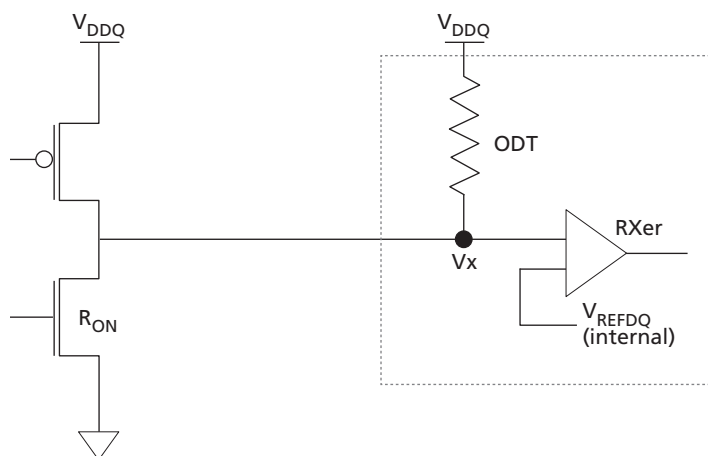 VDDQ
VDDQ
ODT
RXer
Vx
RON
VREFDQ
(internal)